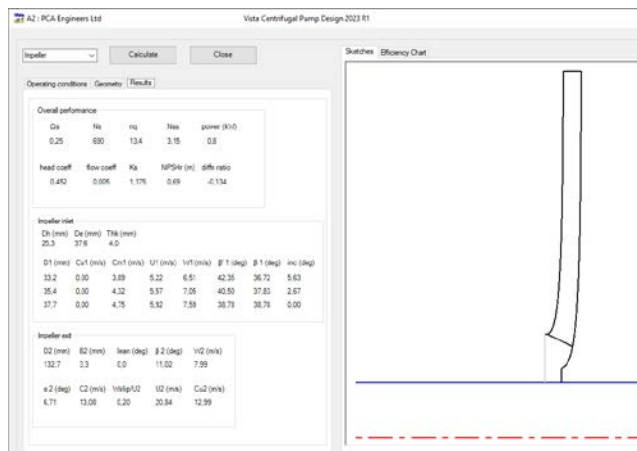 A2 : PCA Engineers Ltd
Vista Centrifugal Pump Design 2023 R1
Impeller
Calculate
Close
Operating conditions Geometry Results
Sketches Efficiency Chart
Overall performance
Ωs Ns nq Nss power (kW)
0.25 690 13.4 3.15 0.8
head coeff flow coeff Ks NPSHr (m) diffn ratio
0.452 0.005 1.175 0.69 -0.134
Impeller inlet
Dh (mm) De (mm) Thk (mm)
25.3 37.6 4.0
D1 (mm) Cu1 (m/s) Cm1 (m/s) U1 (m/s) W1 (m/s) β' 1 (deg) β 1 (deg) inc (deg)
33.2 0.00 3.89 5.22 6.51 42.35 36.72 5.63
35.4 0.00 4.32 5.57 7.05 40.50 37.83 2.67
37.7 0.00 4.75 5.92 7.59 38.78 38.78 0.00
Impeller exit
D2 (mm) B2 (mm) lean (deg) β 2 (deg) W2 (m/s)
132.7 3.3 0.0 11.02 7.99
α 2 (deg) C2 (m/s) Wslip/U2 U2 (m/s) Cu2 (m/s)
6.71 13.08 0.20 20.84 12.99